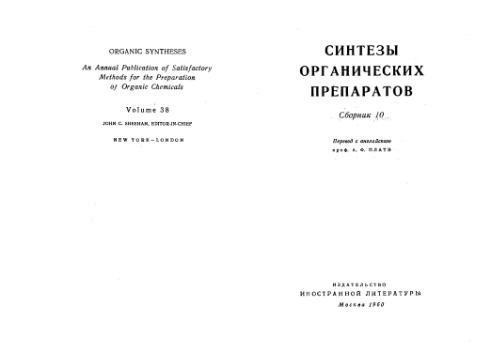 ORGANIC SYNTHESES
An Annual Publication of Satisfactory
Methods for the Preparation
of Organic Chemicals
Volume 38
JOHN C. SHEEHAN, EDITOR-IN-CHIEF
NEW YORK—LONDON
СИНТЕЗЫ
ОРГАНИЧЕСКИХ
ПРЕПАРАТОВ
Сборник 10
Перевод с английского
проф. А. Ф. ПЛАТЭ
ИЗДАТЕЛЬСТВО
ИНОСТРАННОЙ ЛИТЕРАТУРЫ
Москва 1960